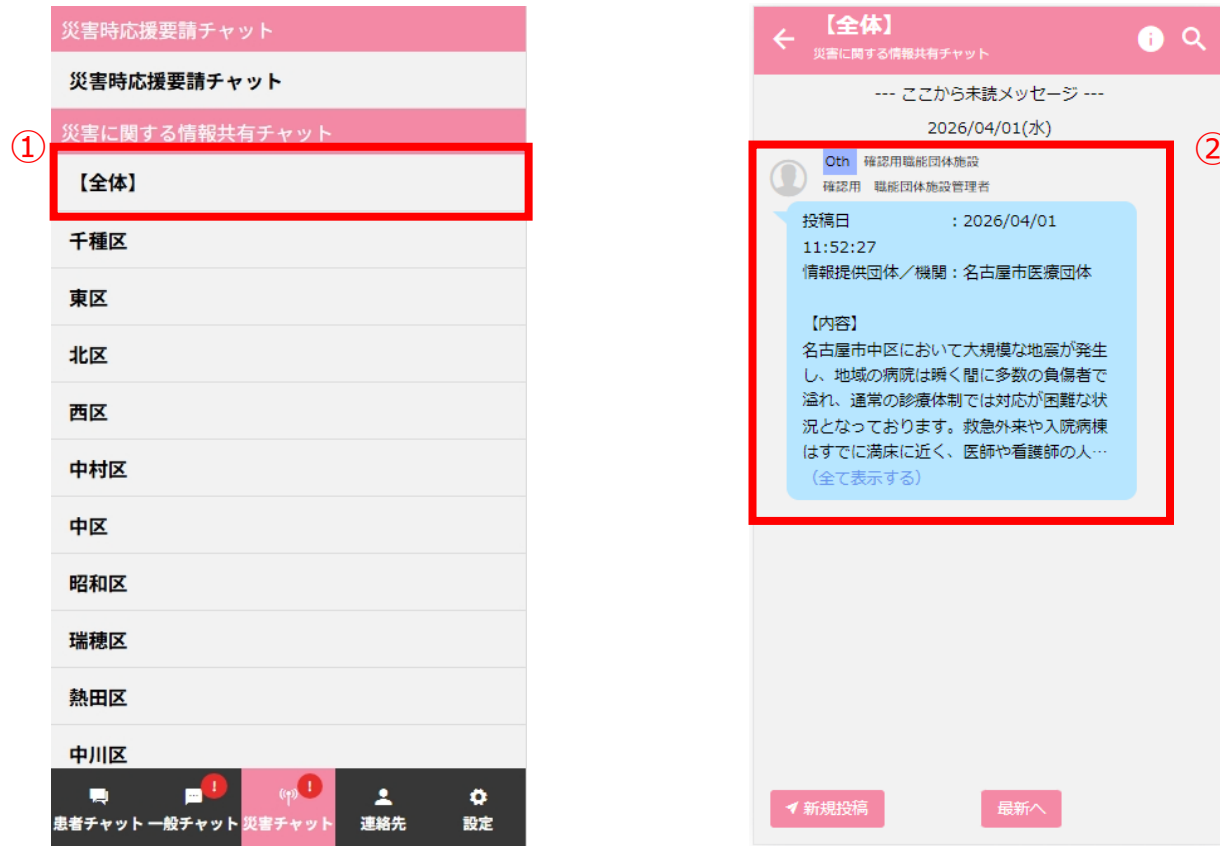 災害時応援要請チャット
災害時応援要請チャット
災害に関する情報共有チャット
①
【全体】
千種区
東区
北区
西区
中村区
中区
昭和区
瑞穂区
熱田区
中川区
患者チャット 一般チャット 災害チャット 連絡先 設定
【全体】
災害に関する情報共有チャット
--- ここから未読メッセージ ---
2026/04/01(水)
②
Oth 確認用職能団体施設
確認用 職能団体施設管理者
投稿日 : 2026/04/01
11:52:27
情報提供団体／機関：名古屋市医療団体
【内容】
名古屋市中区において大規模な地震が発生
し、地域の病院は瞬く間に多数の負傷者で
溢れ、通常の診療体制では対応が困難な状
況となっております。救急外来や入院病棟
はすでに満床に近く、医師や看護師の人…
（全て表示する）
新規投稿 最新へ